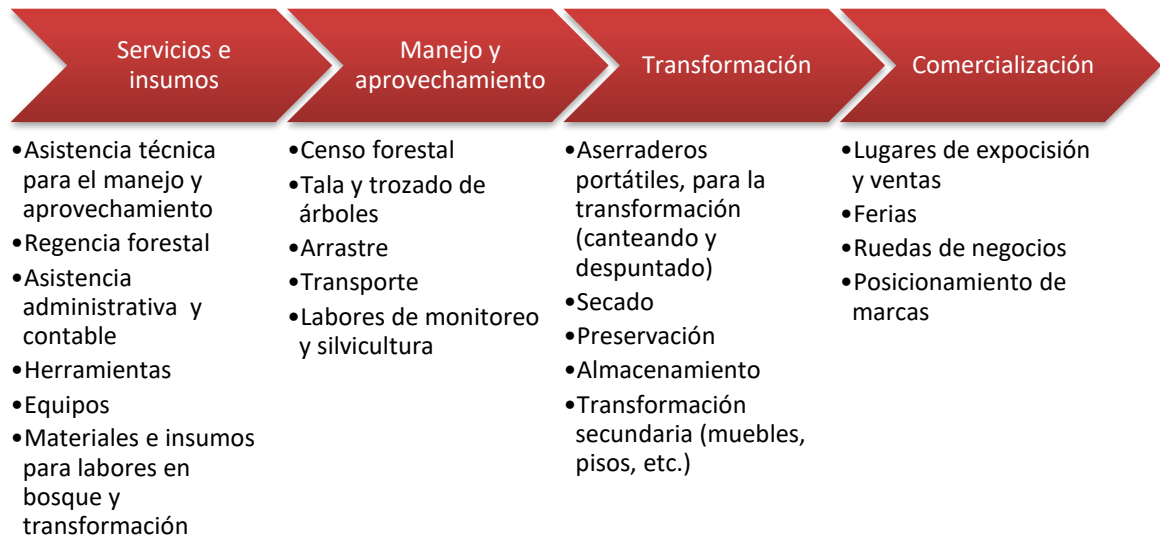 Servicios e
insumos
Manejo y
aprovechamiento
Transformación
Comercialización
•Asistencia técnica
para el manejo y
aprovechamiento
•Regencia forestal
•Asistencia
administrativa y
contable
•Herramientas
•Equipos
•Materiales e insumos
para labores en
bosque y
transformación
•Censo forestal
•Tala y trozado de
árboles
•Arrastre
•Transporte
•Labores de monitoreo
y silvicultura
•Aserraderos
portátiles, para la
transformación
(canteando y
despuntado)
•Secado
•Preservación
•Almacenamiento
•Transformación
secundaria (muebles,
pisos, etc.)
•Lugares de expocisión
y ventas
•Ferias
•Ruedas de negocios
•Posicionamiento de
marcas